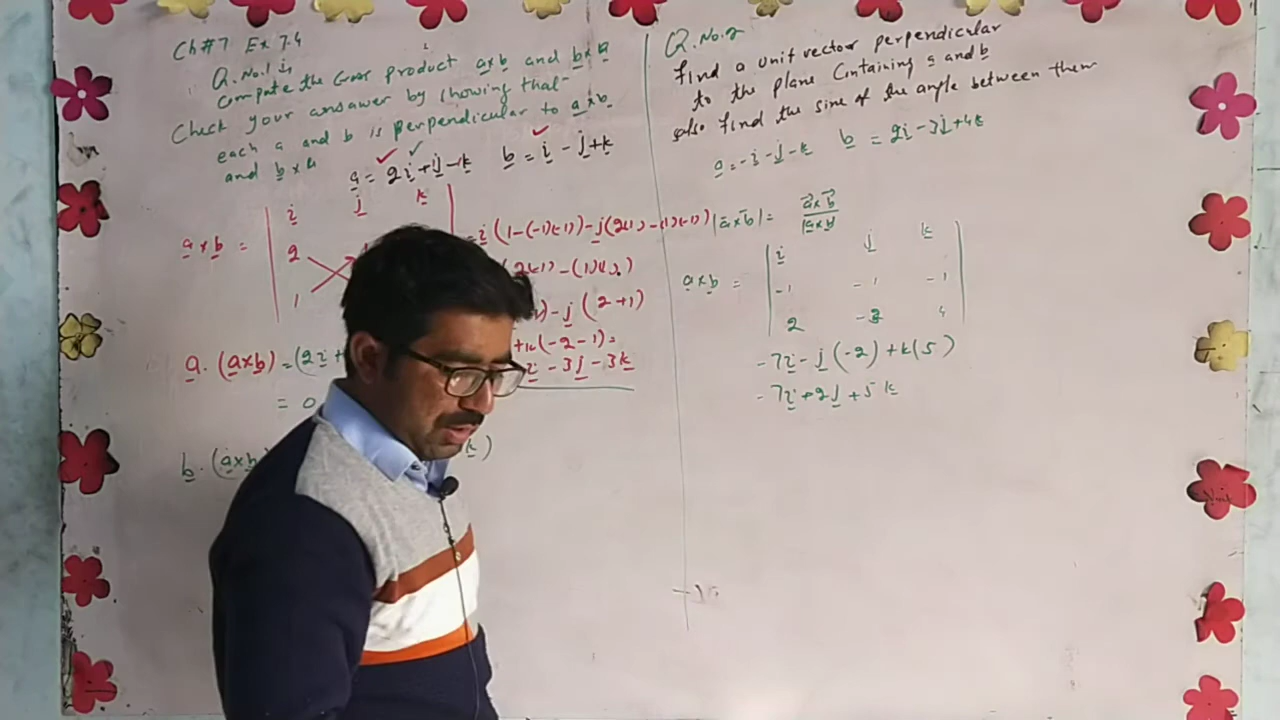 Ch#7 Ex 7.4
Q.No.1 i,
compute the cross product a×b and b×a
Check your ansawer by showing that
each a and b is perpendicular to a×b
and b×a
a = 2i+j-k b = i-j+k
i j k
a×b =
2
1
= i(1-(-1)(-1))-j(2(1)-(1)(-1)
-j(2+1)
+k(-2-1)=
-3j-3k
a.(a×b)=(2i+
= 0
b.(a×b
k)
Q.No.2
Find a unit vector perpendicular
to the plane Containing a and b
also find the sine of the angle between them
a=-i-j-k b = 2i-3j+4k
|a×b|= a×b
|a×b|
i j k
a×b = -1 -1 -1
2 -3 4
-7i-j(-2)+k(5)
-7i+2j+5k